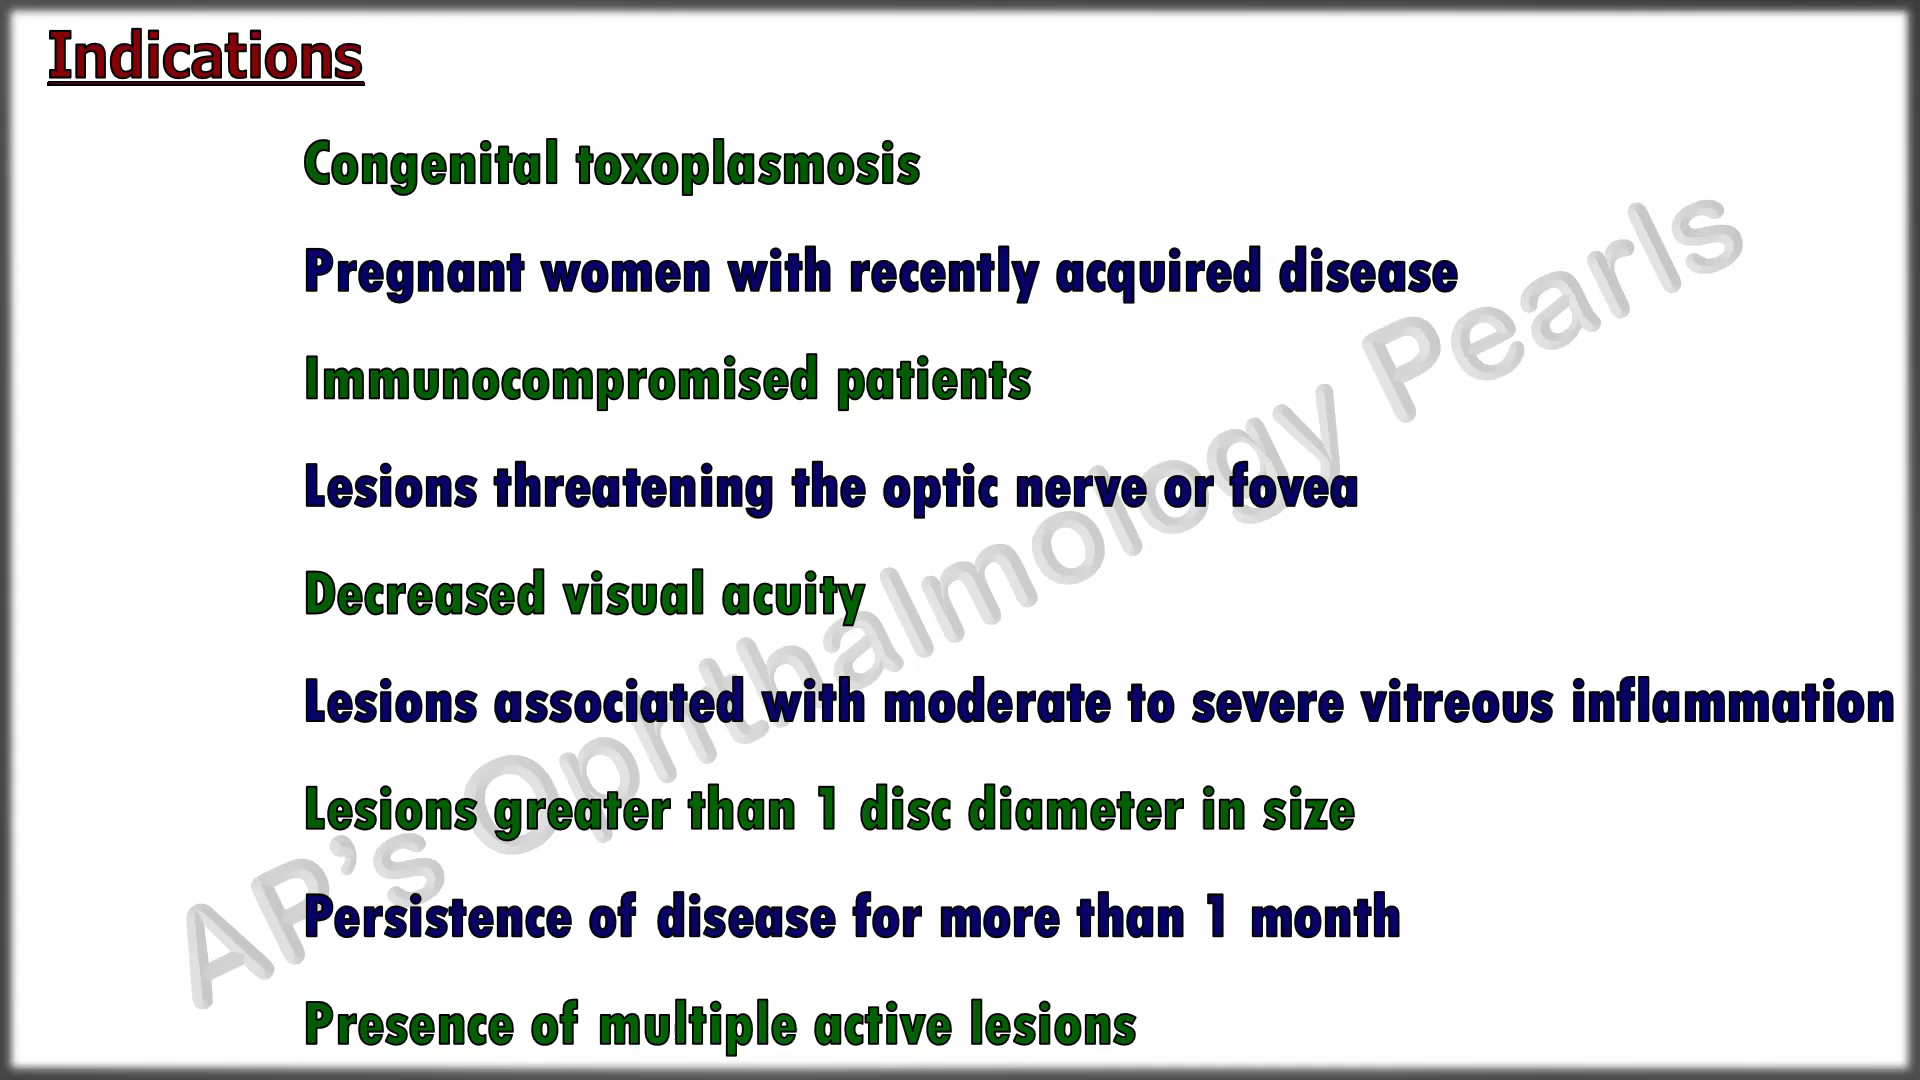 Indications
Congenital toxoplasmosis
Pregnant women with recently acquired disease
Immunocompromised patients
Lesions threatening the optic nerve or fovea
Decreased visual acuity
Lesions associated with moderate to severe vitreous inflammation
Lesions greater than 1 disc diameter in size
Persistence of disease for more than 1 month
Presence of multiple active lesions
AP's Ophthalmology Pearls